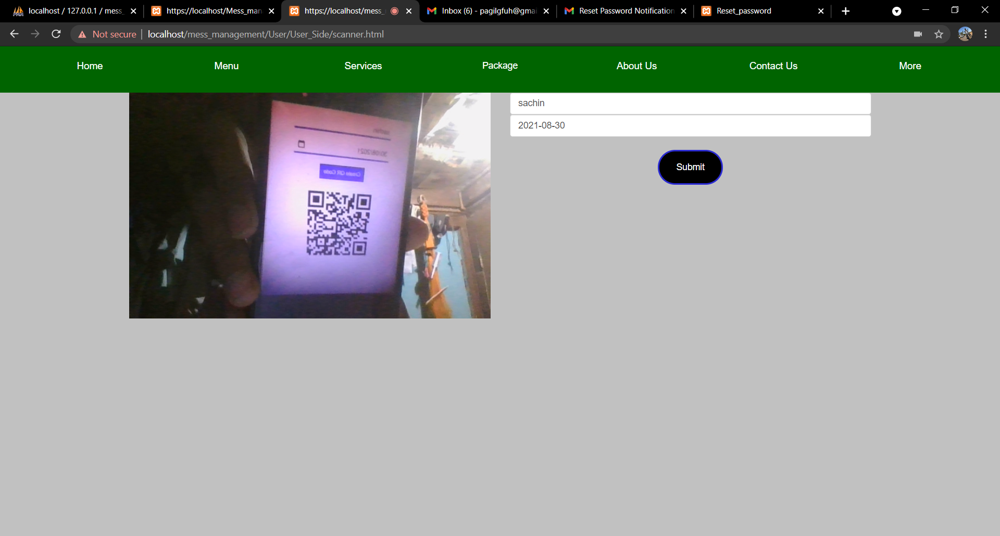 localhost / 127.0.0.1 / mess_
https://localhost/Mess_man
https://localhost/mess_
Inbox (6) - pagilgfuh@gmai
Reset Password Notification
Reset_password
Not secure
localhost/mess_management/User/User_Side/scanner.html
Home
Menu
Services
Package
About Us
Contact Us
More
sachin
30/08/2021
Create QR Code
sachin
2021-08-30
Submit